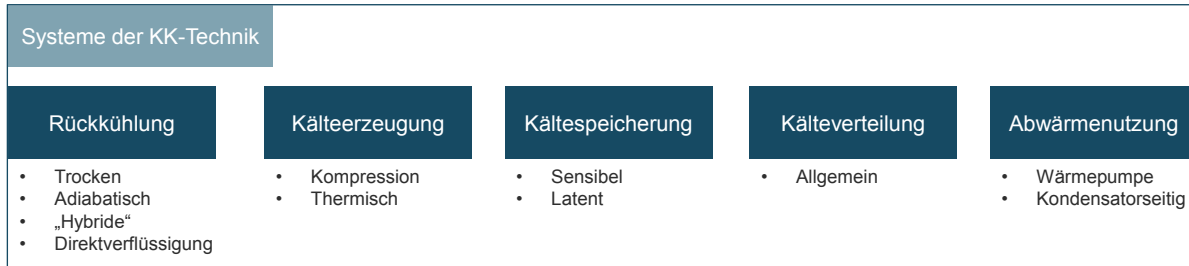 Systeme der KK-Technik
Rückkühlung
• Trocken
• Adiabatisch
• „Hybride“
• Direktverflüssigung
Kälteerzeugung
• Kompression
• Thermisch
Kältespeicherung
• Sensibel
• Latent
Kälteverteilung
• Allgemein
Abwärmenutzung
• Wärmepumpe
• Kondensatorseitig